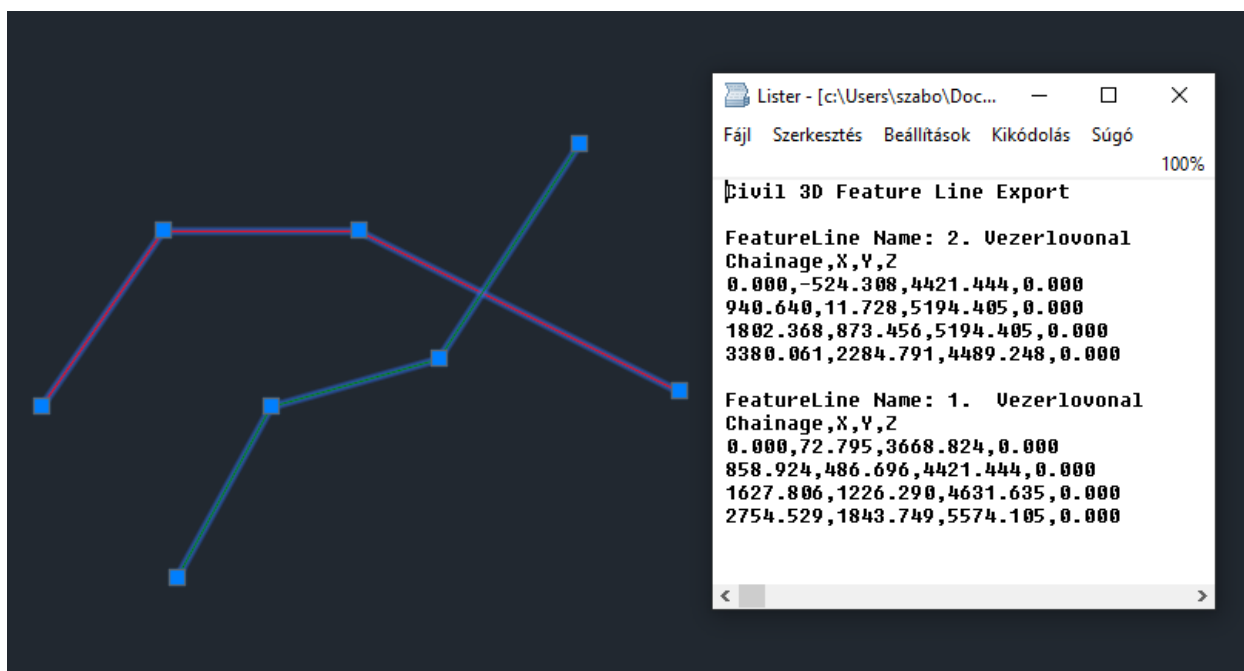 Lister - [c:\Users\szabo\Doc...
Fájl Szerkesztés Beállítások Kikódolás Súgó
100%
Civil 3D Feature Line Export
FeatureLine Name: 2. Vezerlovonal
Chainage,X,Y,Z
0.000,-524.308,4421.444,0.000
940.640,11.728,5194.405,0.000
1802.368,873.456,5194.405,0.000
3380.061,2284.791,4489.248,0.000
FeatureLine Name: 1.  Vezerlovonal
Chainage,X,Y,Z
0.000,72.795,3668.824,0.000
858.924,486.696,4421.444,0.000
1627.806,1226.290,4631.635,0.000
2754.529,1843.749,5574.105,0.000